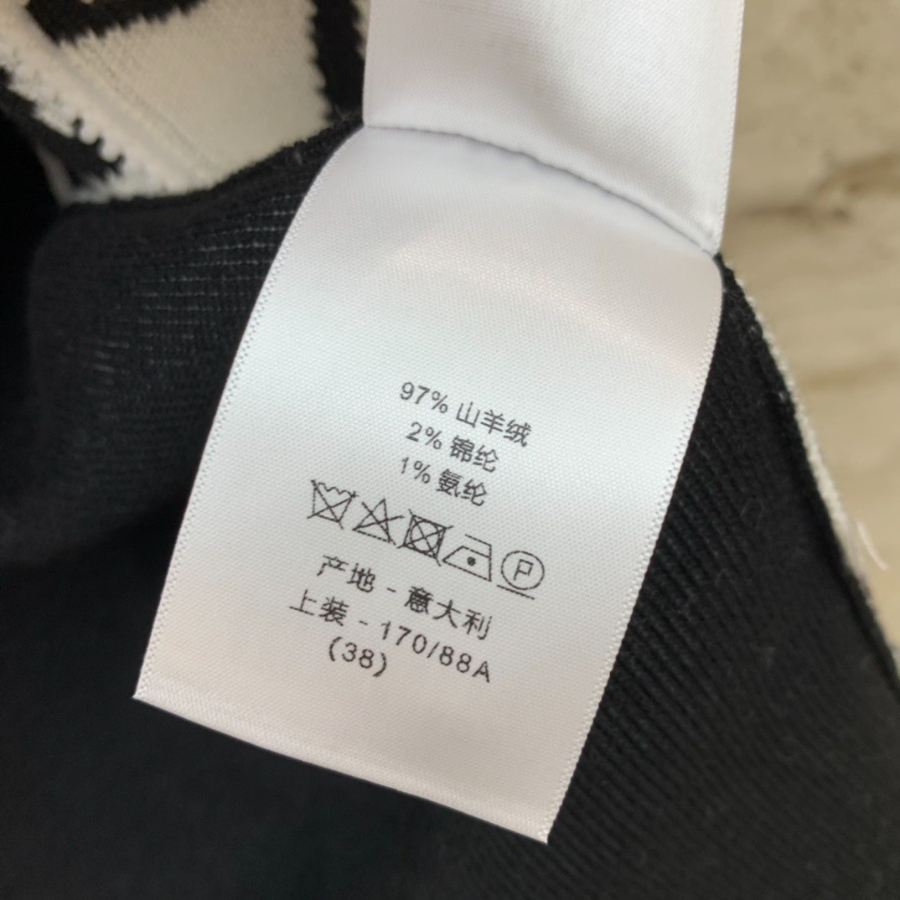 97% 山羊绒
2% 锦纶
1% 氨纶
P
产地 - 意大利
上装 - 170/88A
(38)